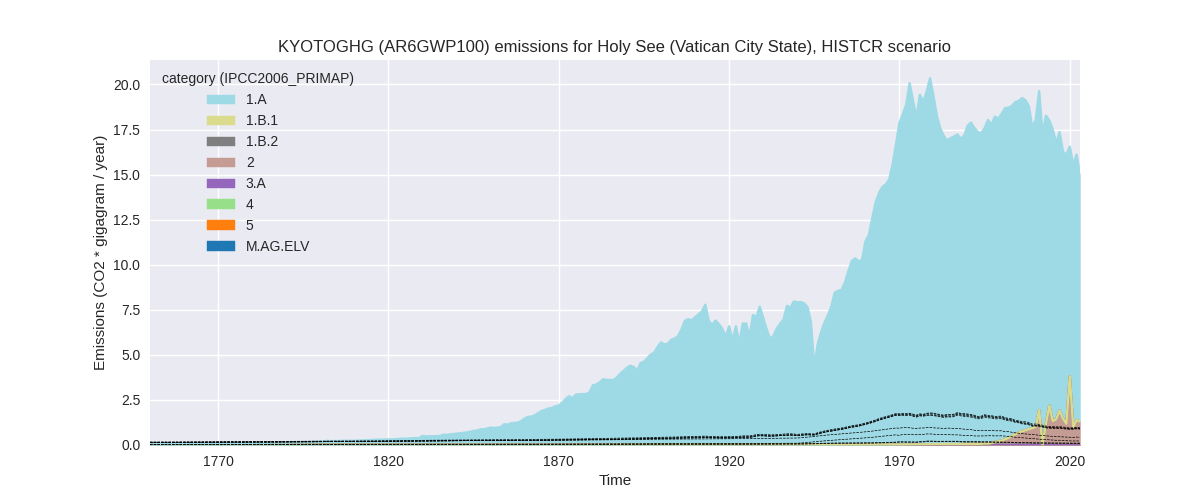 KYOTOGHG (AR6GWP100) emissions for Holy See (Vatican City State), HISTCR scenario
category (IPCC2006_PRIMAP)
1.A
1.B.1
1.B.2
2
3.A
4
5
M.AG.ELV
Emissions (CO2 * gigagram / year)
20.0
17.5
15.0
12.5
10.0
7.5
5.0
2.5
0.0
1770
1820
1870
1920
1970
2020
Time